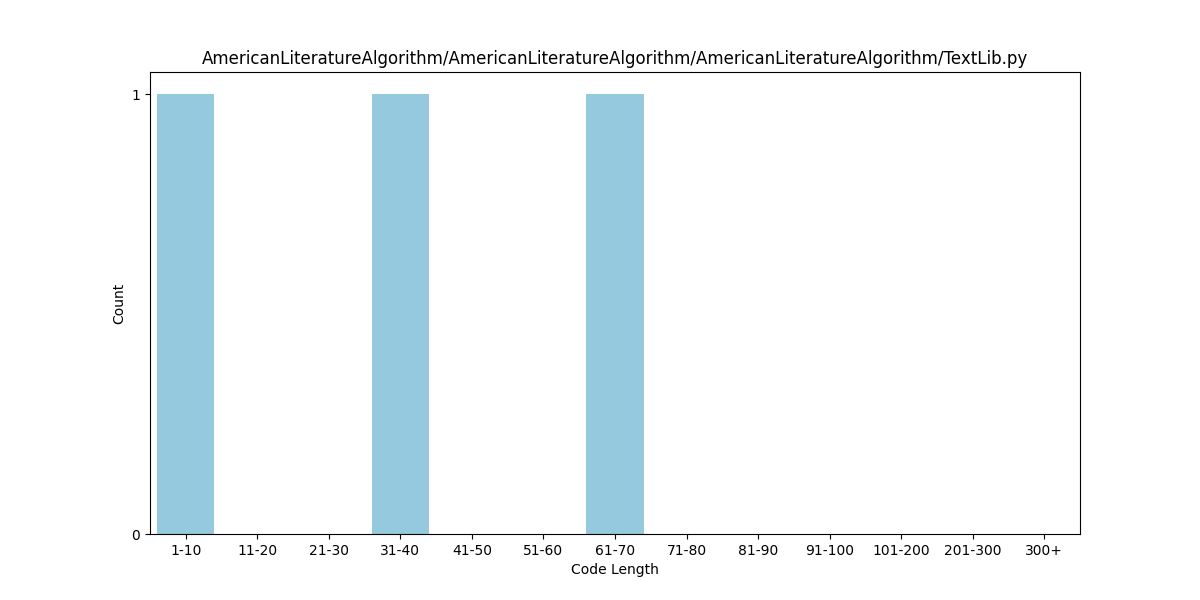 AmericanLiteratureAlgorithm/AmericanLiteratureAlgorithm/AmericanLiteratureAlgorithm/TextLib.py
1
Count
0
1-10 11-20 21-30 31-40 41-50 51-60 61-70 71-80 81-90 91-100 101-200 201-300 300+
Code Length